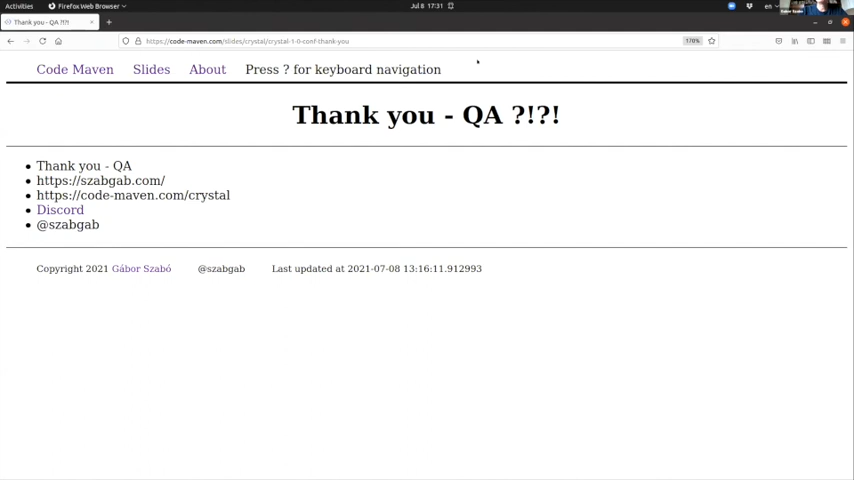 Activities Firefox Web Browser Jul 8 17:31 en
Thank you - QA ?!?! × +
https://code-maven.com/slides/crystal/crystal-1-0-conf-thank-you 170%
Code Maven Slides About Press ? for keyboard navigation
Thank you - QA ?!?!
Thank you - QA
https://szabgab.com/
https://code-maven.com/crystal
Discord
@szabgab
Copyright 2021 Gábor Szabó @szabgab Last updated at 2021-07-08 13:16:11.912993